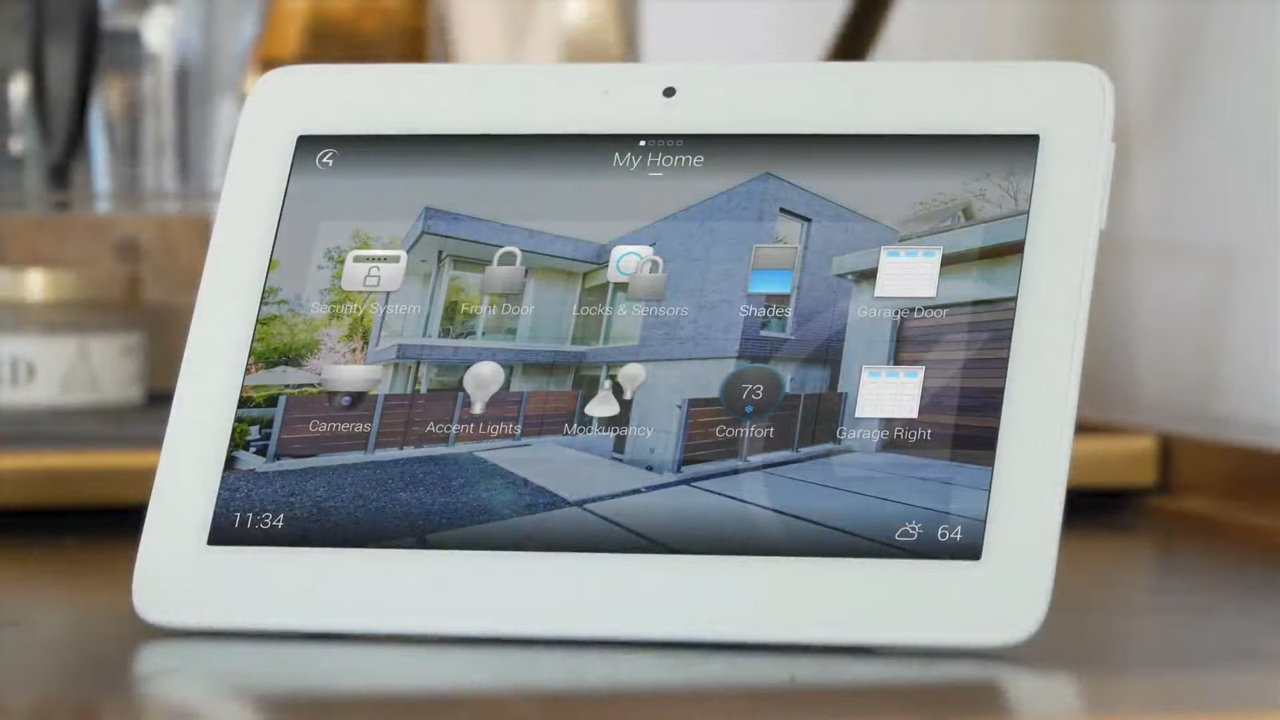 My Home
Security System
Front Door
Locks & Sensors
Shades
Garage Door
Cameras
Accent Lights
Mockupancy
73
Comfort
Garage Right
11:34
64